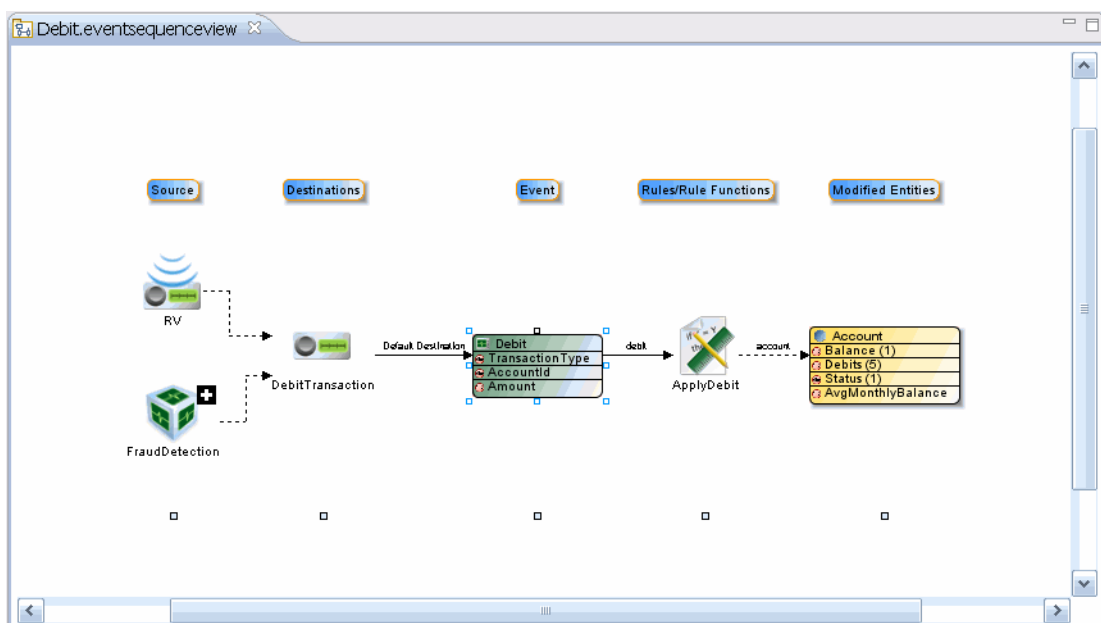 Debit.eventsequenceview
Source
Destinations
Event
Rules/Rule Functions
Modified Entities
RV
FraudDetection
DebitTransaction
Default Destination
Debit
TransactionType
AccountId
Amount
debit
ApplyDebit
account
Account
Balance (1)
Debits (5)
Status (1)
AvgMonthlyBalance